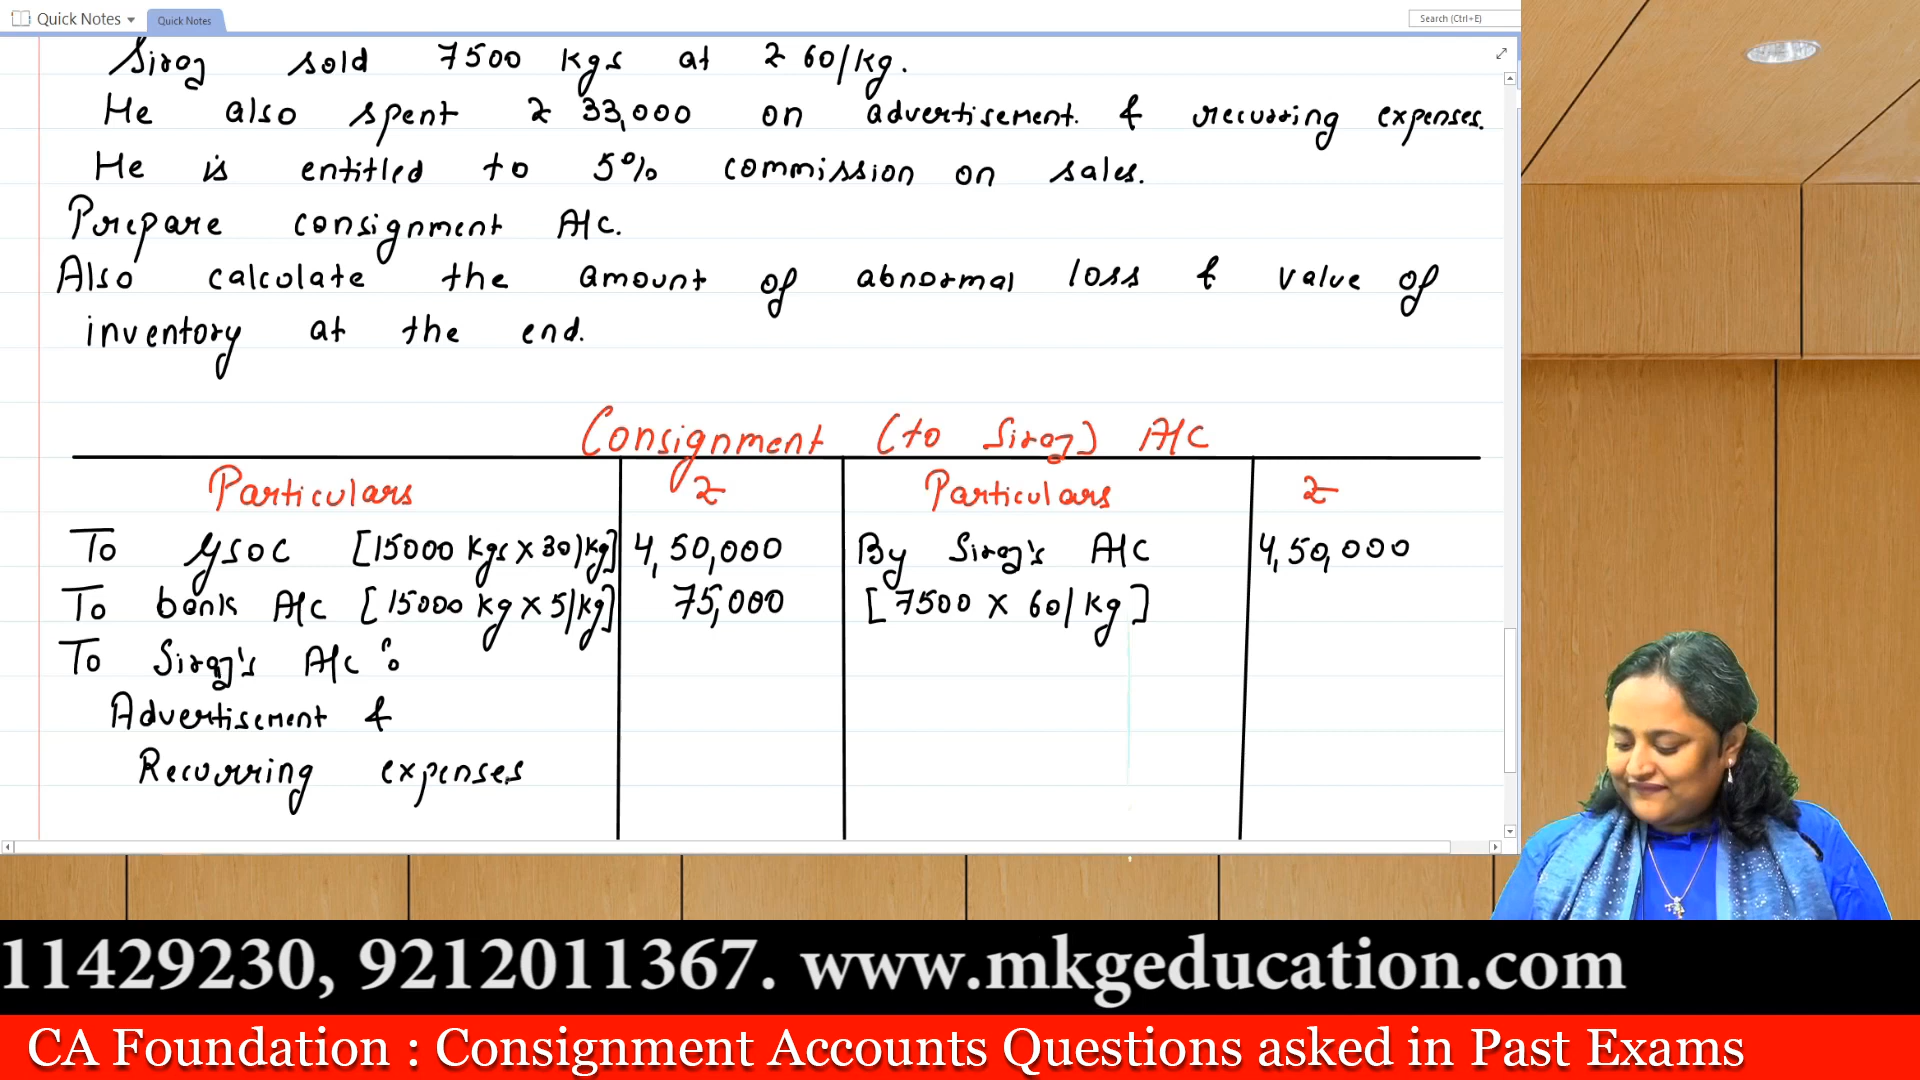 Quick Notes
Quick Notes
Search (Ctrl+E)
Siraj sold 7500 kgs at ₹ 60/kg.
He also spent ₹ 33,000 on advertisement & recurring expenses.
He is entitled to 5% commission on sales.
Prepare consignment A/c.
Also calculate the amount of abnormal loss & value of
inventory at the end.
Consignment (to Siraj) A/C
Particulars ₹ Particulars ₹
To GSOC [15000 kgs x 30/kg] 4,50,000 By Siraj's A/C 4,50,000
To bank A/c [15000 kg x 5/kg] 75,000 [7500 x 60/kg]
To Siraj's A/c :
Advertisement &
Recurring expenses
11429230, 9212011367. www.mkgeducation.com
CA Foundation : Consignment Accounts Questions asked in Past Exams